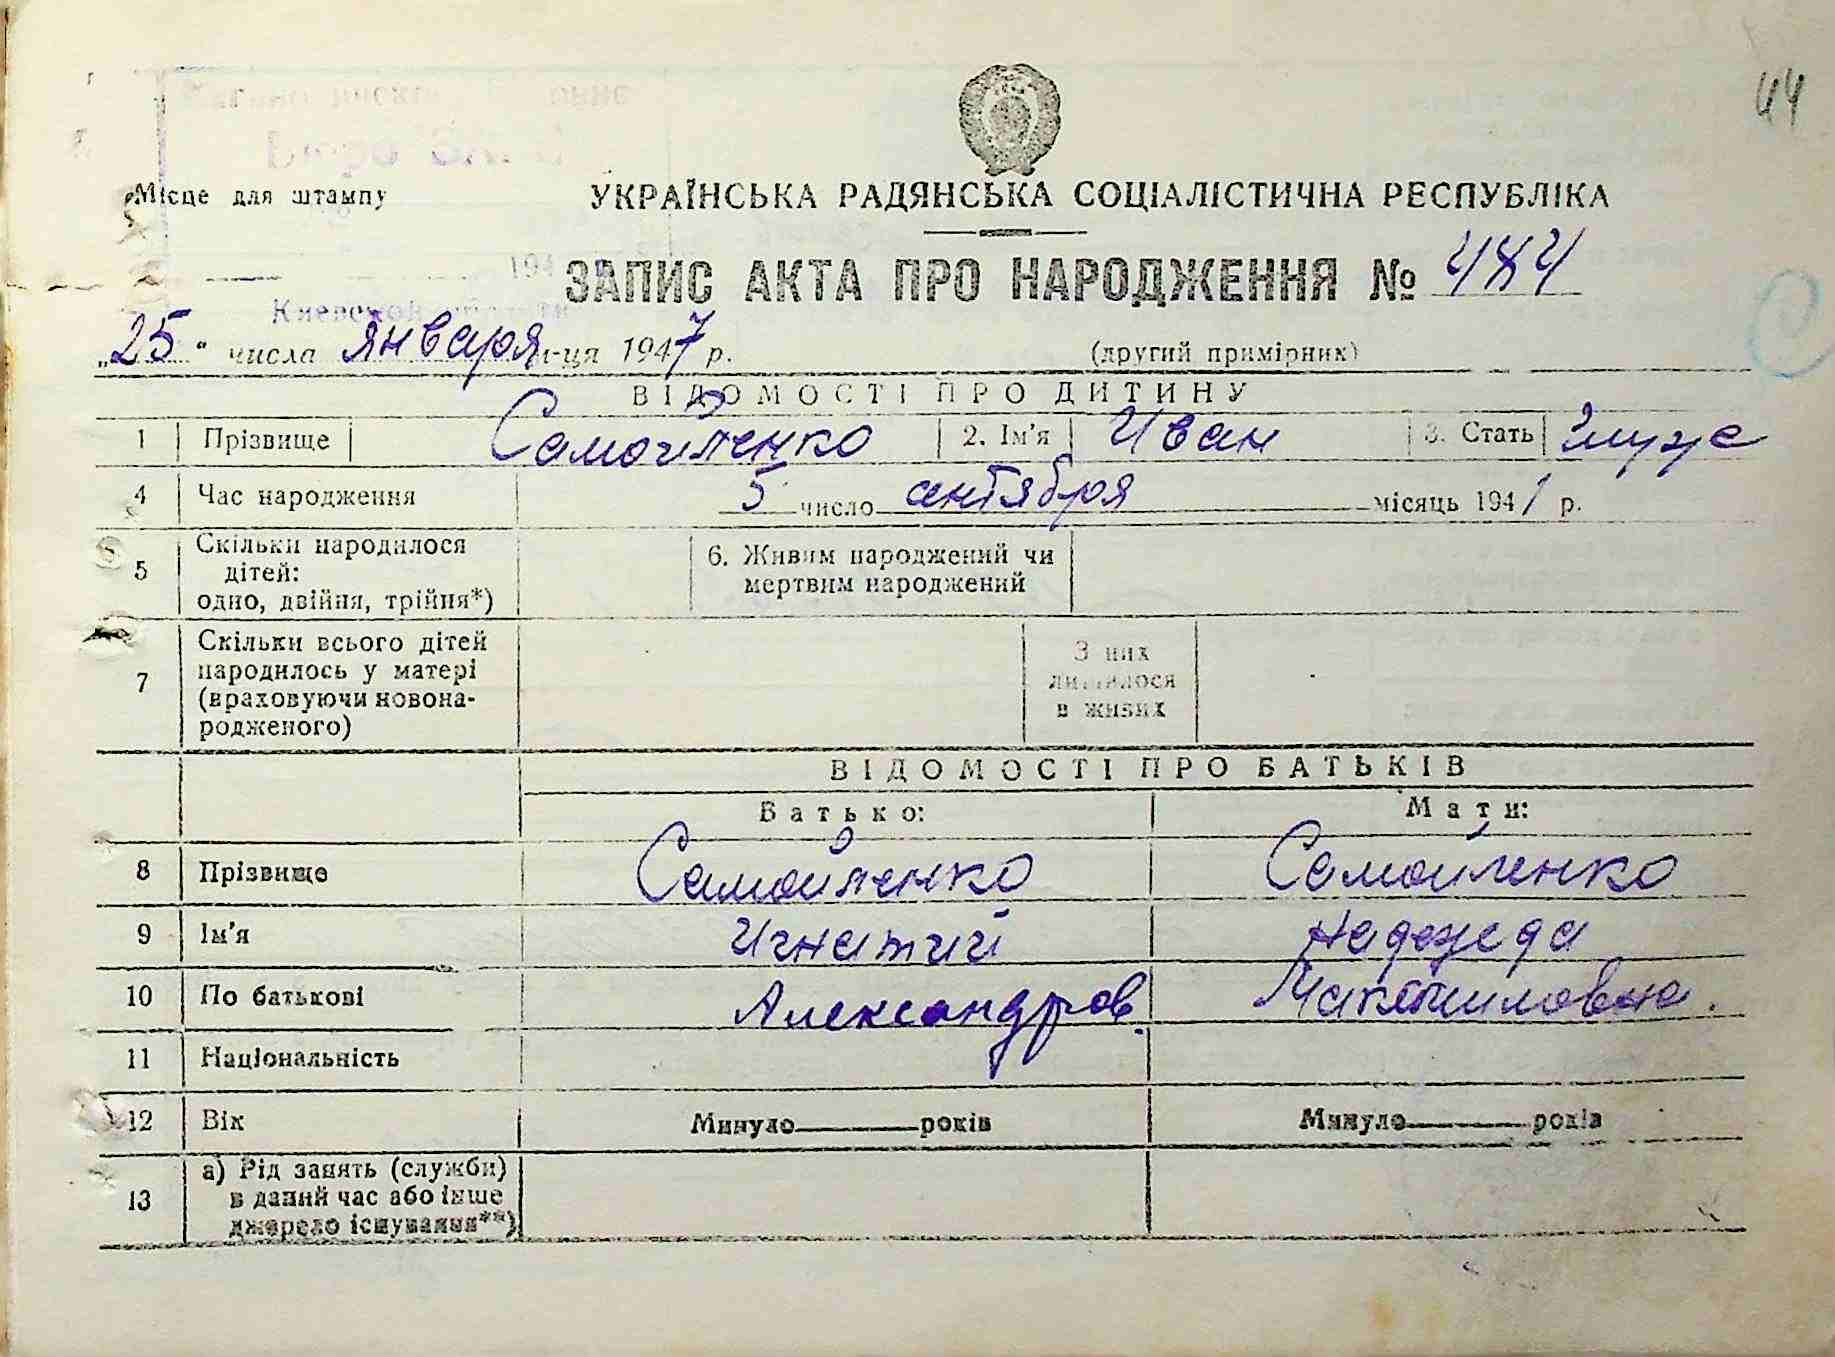 44
Місце для штампу
УКРАЇНСЬКА РАДЯНСЬКА СОЦІАЛІСТИЧНА РЕСПУБЛІКА
194
ЗАПИС АКТА ПРО НАРОДЖЕННЯ № 484
„25“ числа января м-ця 1947 р.
(другий примірник)
ВІДОМОСТІ ПРО ДИТИНУ
1 Прізвище Самойленко 2. Ім'я Иван 3. Стать муж
4 Час народження 5 число сентября місяць 1941 р.
5 Скільки народилося дітей: одно, двійня, трійня*) 6. Живим народжений чи мертвим народжений
7 Скільки всього дітей народилось у матері (враховуючи новонародженого) З них лишилося в живих
ВІДОМОСТІ ПРО БАТЬКІВ
Батько: Мати:
8 Прізвище Самойленко Самойленко
9 Ім'я Игнатий Надежда
10 По батькові Александров.
11 Національність
12 Вік Минуло років Минуло років
13 а) Рід занять (служби) в даний час або інше джерело існування**)